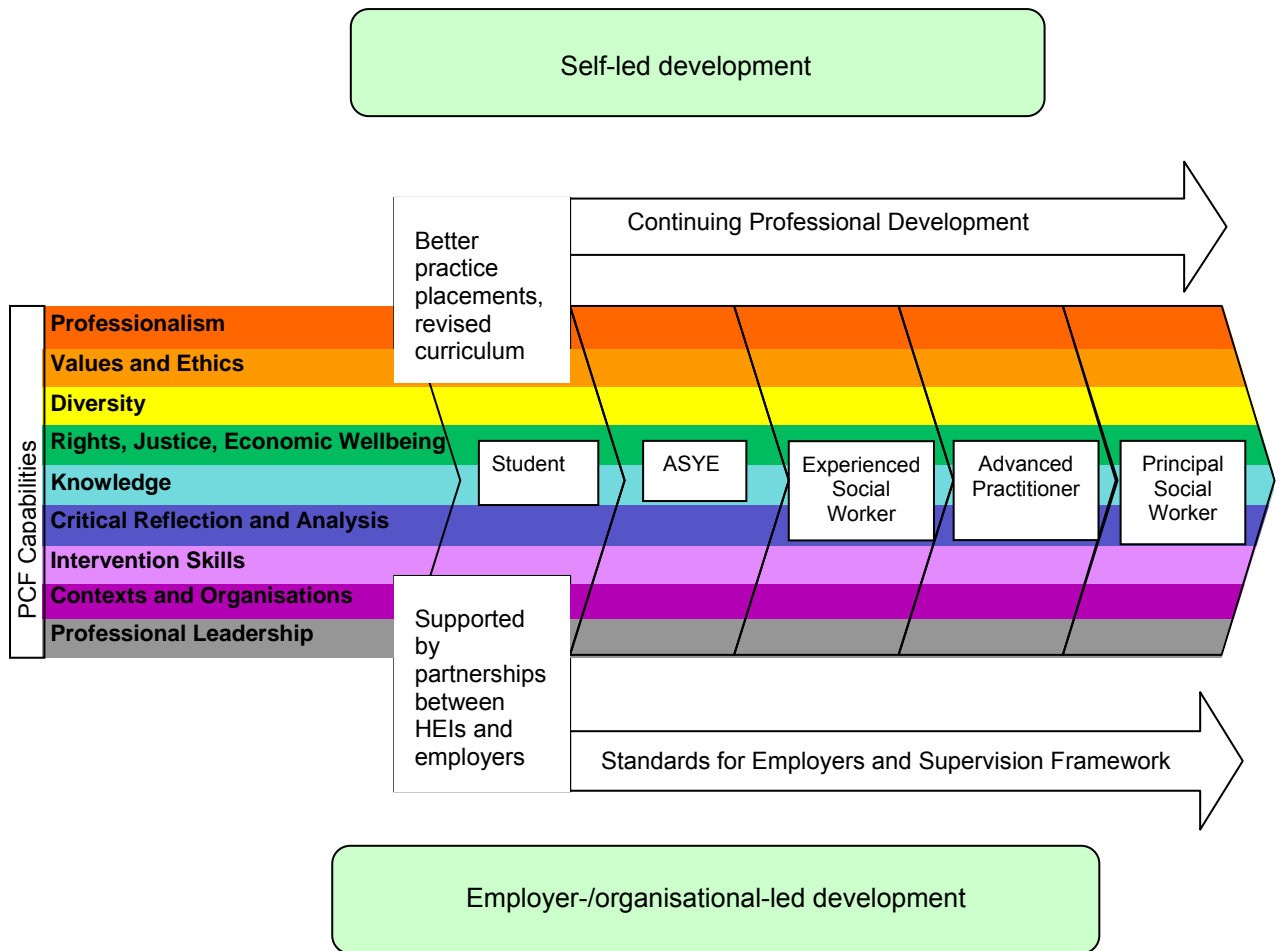 Self-led development
Continuing Professional Development
Better
practice
placements,
revised
curriculum
PCF Capabilities
Professionalism
Values and Ethics
Diversity
Rights, Justice, Economic Wellbeing
Knowledge
Critical Reflection and Analysis
Intervention Skills
Contexts and Organisations
Professional Leadership
Student
ASYE
Experienced
Social
Worker
Advanced
Practitioner
Principal
Social
Worker
Supported
by
partnerships
between
HEIs and
employers
Standards for Employers and Supervision Framework
Employer-/organisational-led development